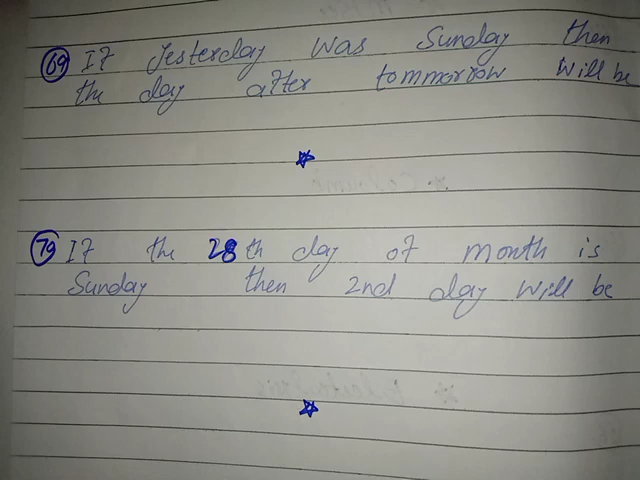 69 If Yesterday was Sunday then
the day after tommorrow will be
79 If the 28th day of month is
Sunday then 2nd day will be